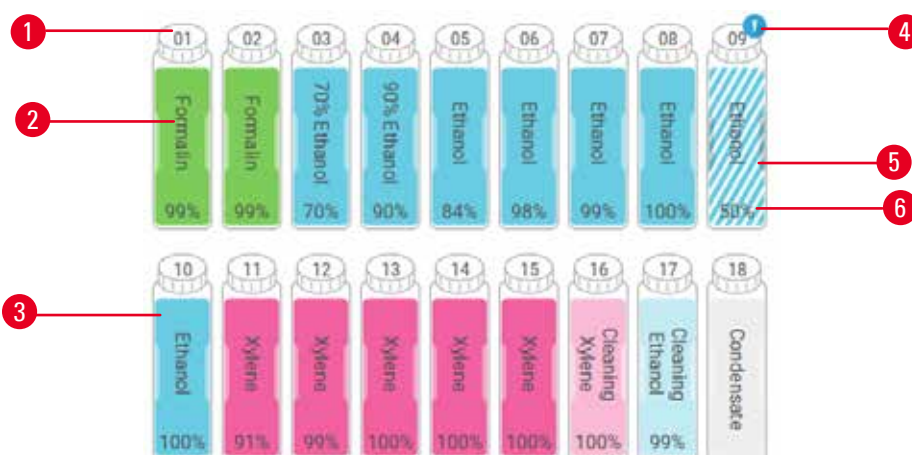 1
01 02 03 04 05 06 07 08 09 !
4
2
Formalin Formalin 70% Ethanol 90% Ethanol Ethanol Ethanol Ethanol Ethanol Ethanol
5
99% 99% 70% 90% 84% 98% 99% 100% 50%
6
10 11 12 13 14 15 16 17 18
3
Ethanol Xylene Xylene Xylene Xylene Xylene Cleaning Xylene Cleaning Ethanol Condensate
100% 91% 99% 100% 100% 100% 100% 99%